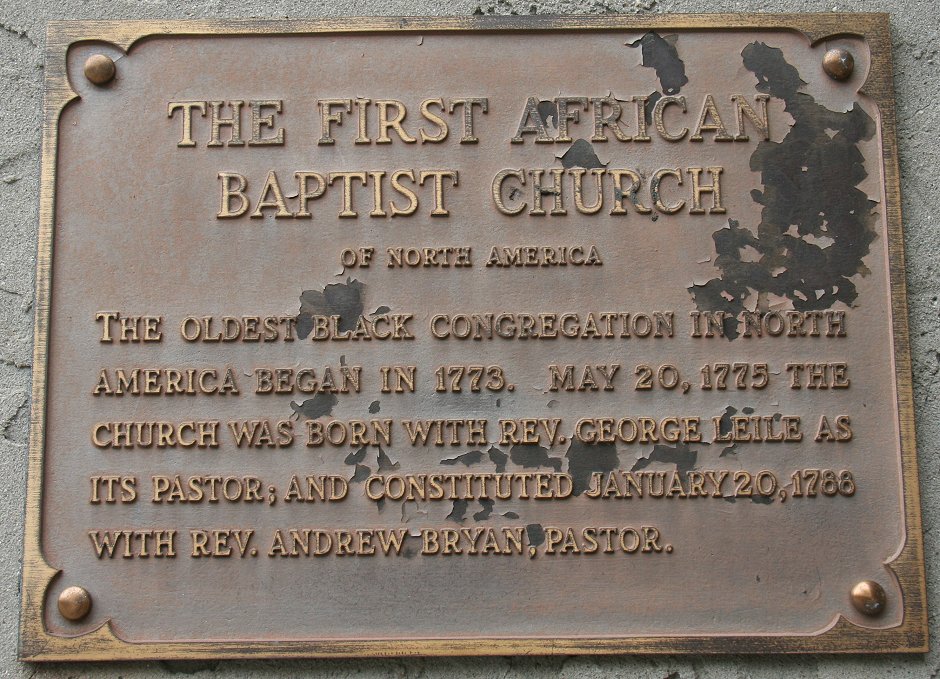 THE FIRST AFRICAN
BAPTIST CHURCH
OF NORTH AMERICA
THE OLDEST BLACK CONGREGATION IN NORTH
AMERICA BEGAN IN 1773. MAY 20, 1775 THE
CHURCH WAS BORN WITH REV. GEORGE LEILE AS
ITS PASTOR; AND CONSTITUTED JANUARY 20, 1788
WITH REV. ANDREW BRYAN, PASTOR.